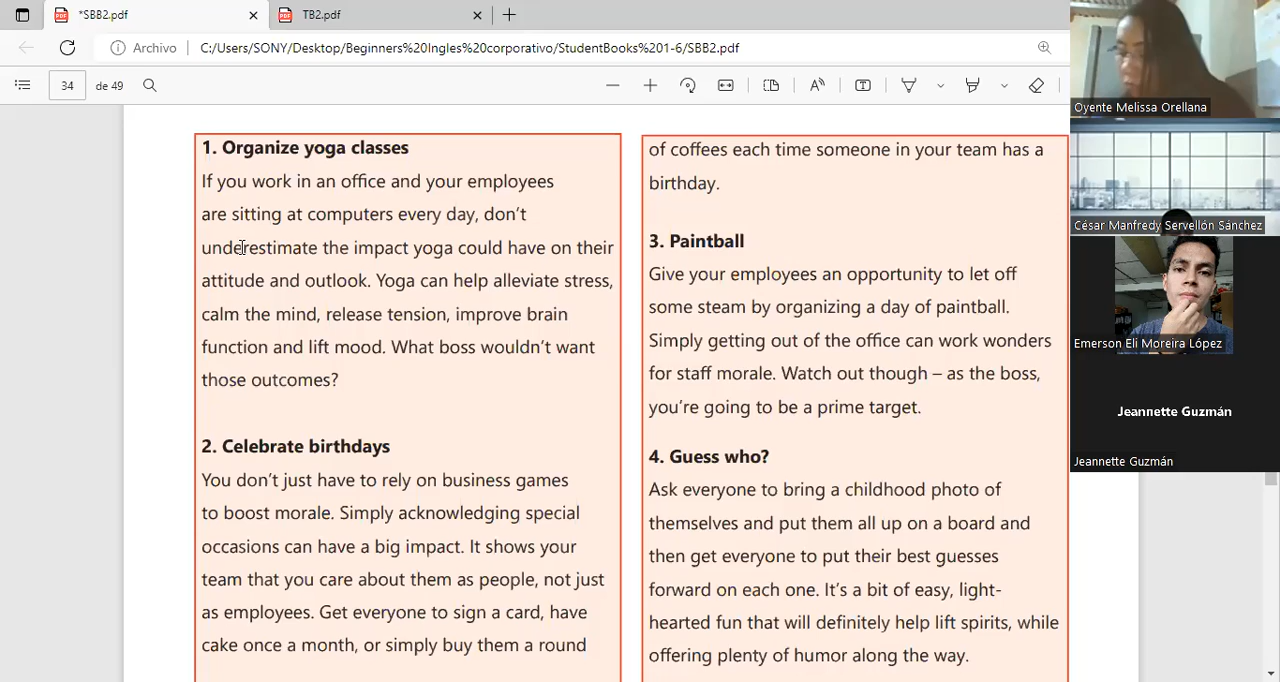 *SBB2.pdf
TB2.pdf
Archivo
C:/Users/SONY/Desktop/Beginners%20Ingles%20corporativo/StudentBooks%201-6/SBB2.pdf
34
de 49
1. Organize yoga classes
If you work in an office and your employees
are sitting at computers every day, don't
underestimate the impact yoga could have on their
attitude and outlook. Yoga can help alleviate stress,
calm the mind, release tension, improve brain
function and lift mood. What boss wouldn't want
those outcomes?
2. Celebrate birthdays
You don't just have to rely on business games
to boost morale. Simply acknowledging special
occasions can have a big impact. It shows your
team that you care about them as people, not just
as employees. Get everyone to sign a card, have
cake once a month, or simply buy them a round
of coffees each time someone in your team has a
birthday.
3. Paintball
Give your employees an opportunity to let off
some steam by organizing a day of paintball.
Simply getting out of the office can work wonders
for staff morale. Watch out though – as the boss,
you're going to be a prime target.
4. Guess who?
Ask everyone to bring a childhood photo of
themselves and put them all up on a board and
then get everyone to put their best guesses
forward on each one. It's a bit of easy, light-
hearted fun that will definitely help lift spirits, while
offering plenty of humor along the way.
Oyente Melissa Orellana
César Manfredy Servellón Sánchez
Emerson Eli Moreira López
Jeannette Guzmán
Jeannette Guzmán